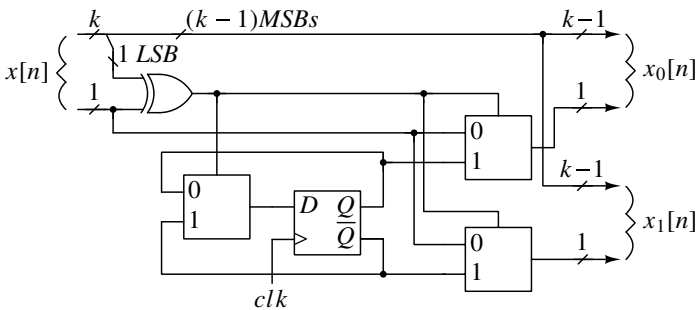 k
(k − 1)MSBs
k−1
1 LSB
x[n]
x₀[n]
1
1
0
1
k−1
0
1
D
Q
Q̅
x₁[n]
0
1
1
clk